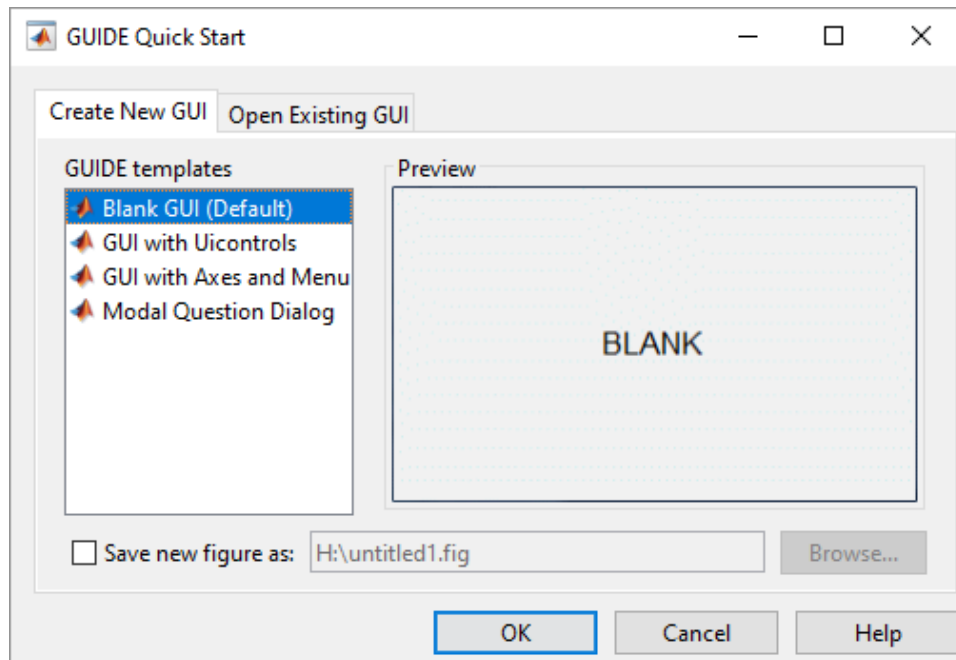 GUIDE Quick Start
Create New GUI
Open Existing GUI
GUIDE templates
Blank GUI (Default)
GUI with Uicontrols
GUI with Axes and Menu
Modal Question Dialog
Preview
BLANK
Save new figure as:
H:\untitled1.fig
Browse...
OK
Cancel
Help